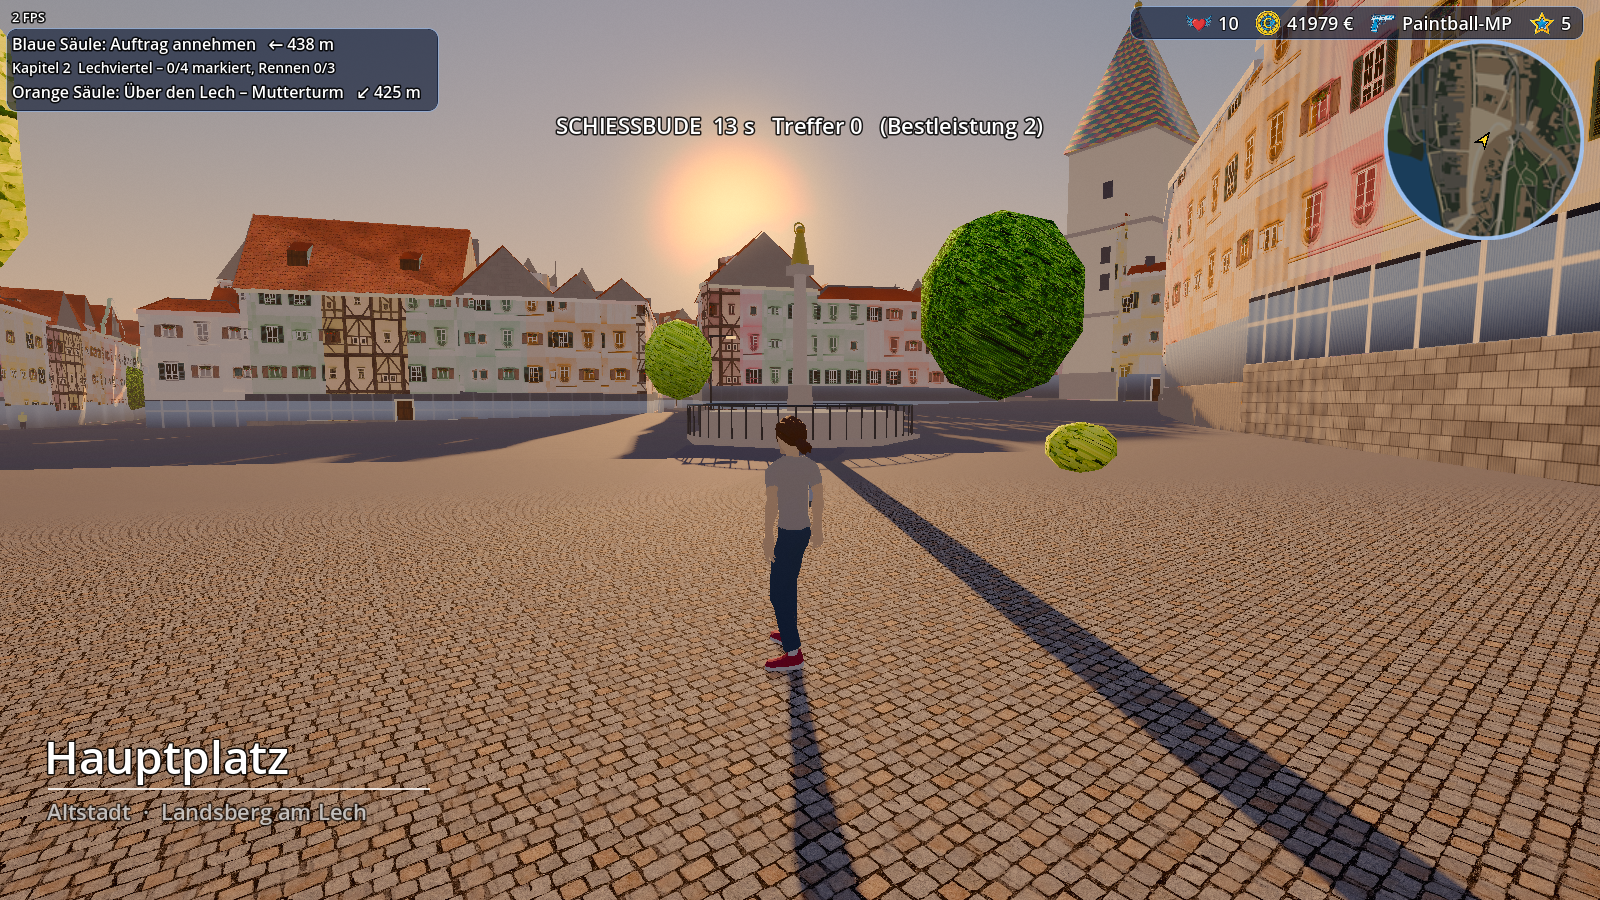 2 FPS
Blaue Säule: Auftrag annehmen ← 438 m
Kapitel 2 Lechviertel – 0/4 markiert, Rennen 0/3
Orange Säule: Über den Lech – Mutterturm ↙ 425 m
10 41979 € Paintball-MP 5
SCHIESSBUDE 13 s Treffer 0 (Bestleistung 2)
Hauptplatz
Altstadt · Landsberg am Lech